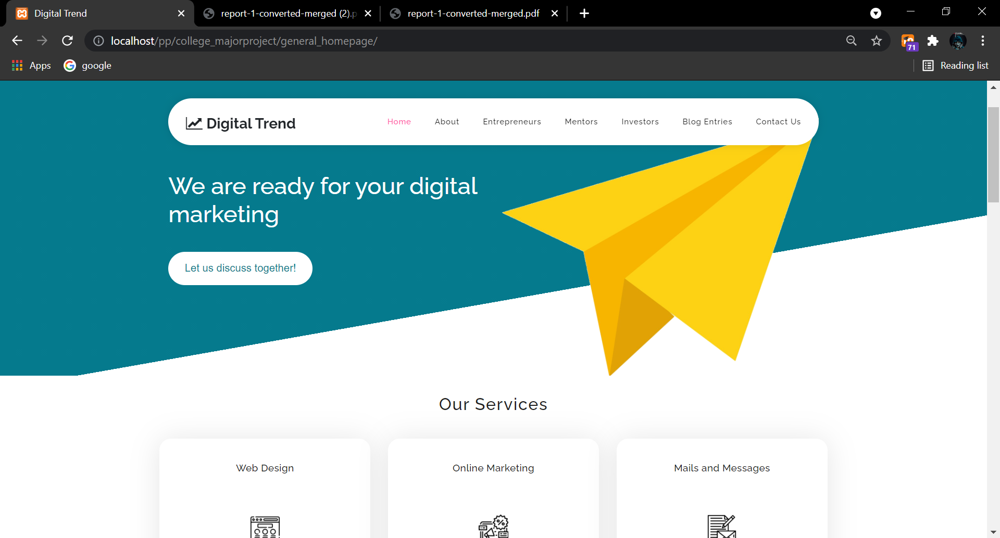 Digital Trend
report-1-converted-merged (2).p
report-1-converted-merged.pdf
localhost/pp/college_majorproject/general_homepage/
71
Apps
google
Reading list
Digital Trend
Home
About
Entrepreneurs
Mentors
Investors
Blog Entries
Contact Us
We are ready for your digital
marketing
Let us discuss together!
Our Services
Web Design
Online Marketing
Mails and Messages